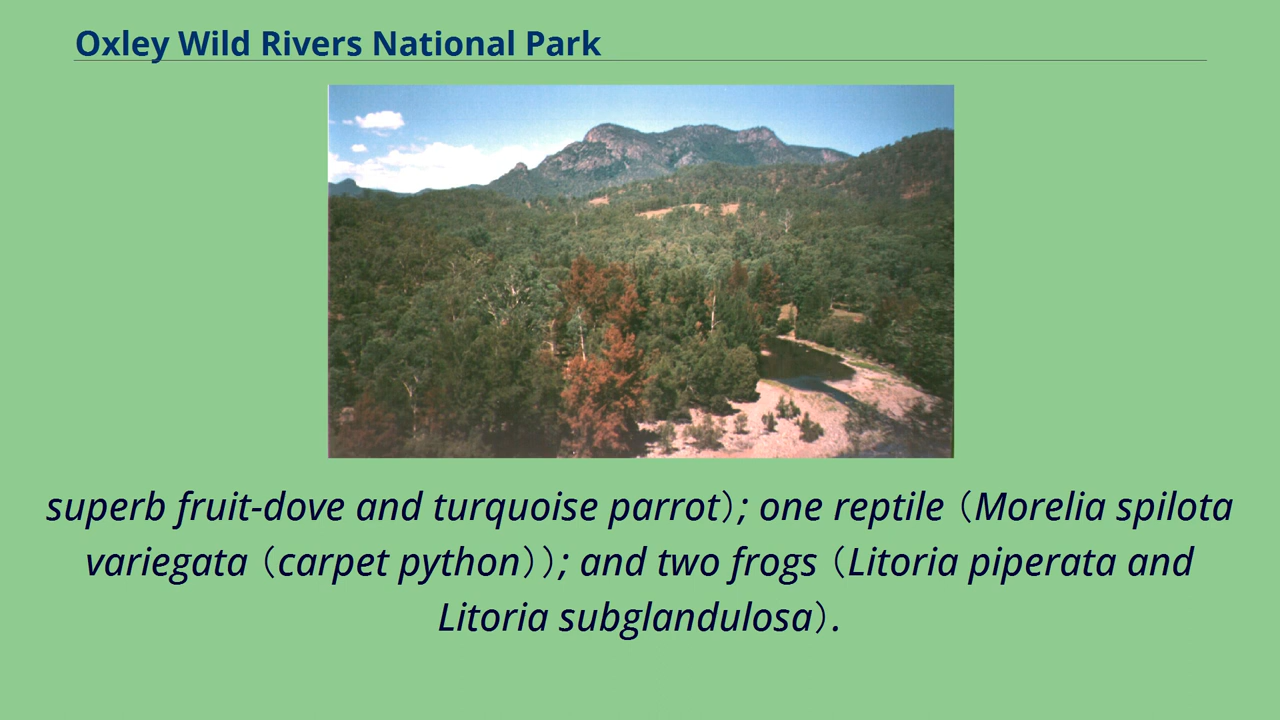 Oxley Wild Rivers National Park
superb fruit-dove and turquoise parrot); one reptile (Morelia spilota
variegata (carpet python)); and two frogs (Litoria piperata and
Litoria subglandulosa).